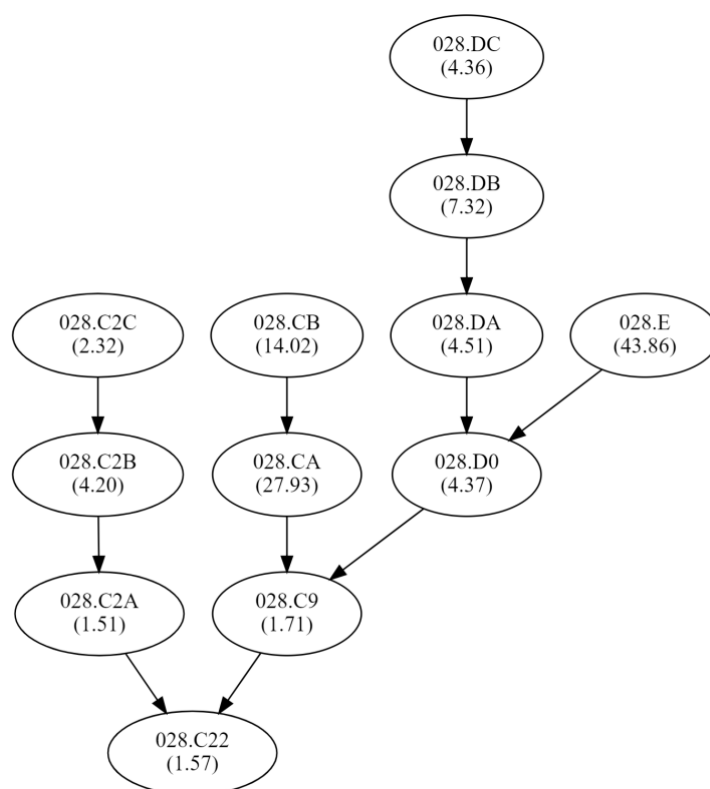 028.DC
(4.36)
028.DB
(7.32)
028.C2C
(2.32)
028.CB
(14.02)
028.DA
(4.51)
028.E
(43.86)
028.C2B
(4.20)
028.CA
(27.93)
028.D0
(4.37)
028.C2A
(1.51)
028.C9
(1.71)
028.C22
(1.57)